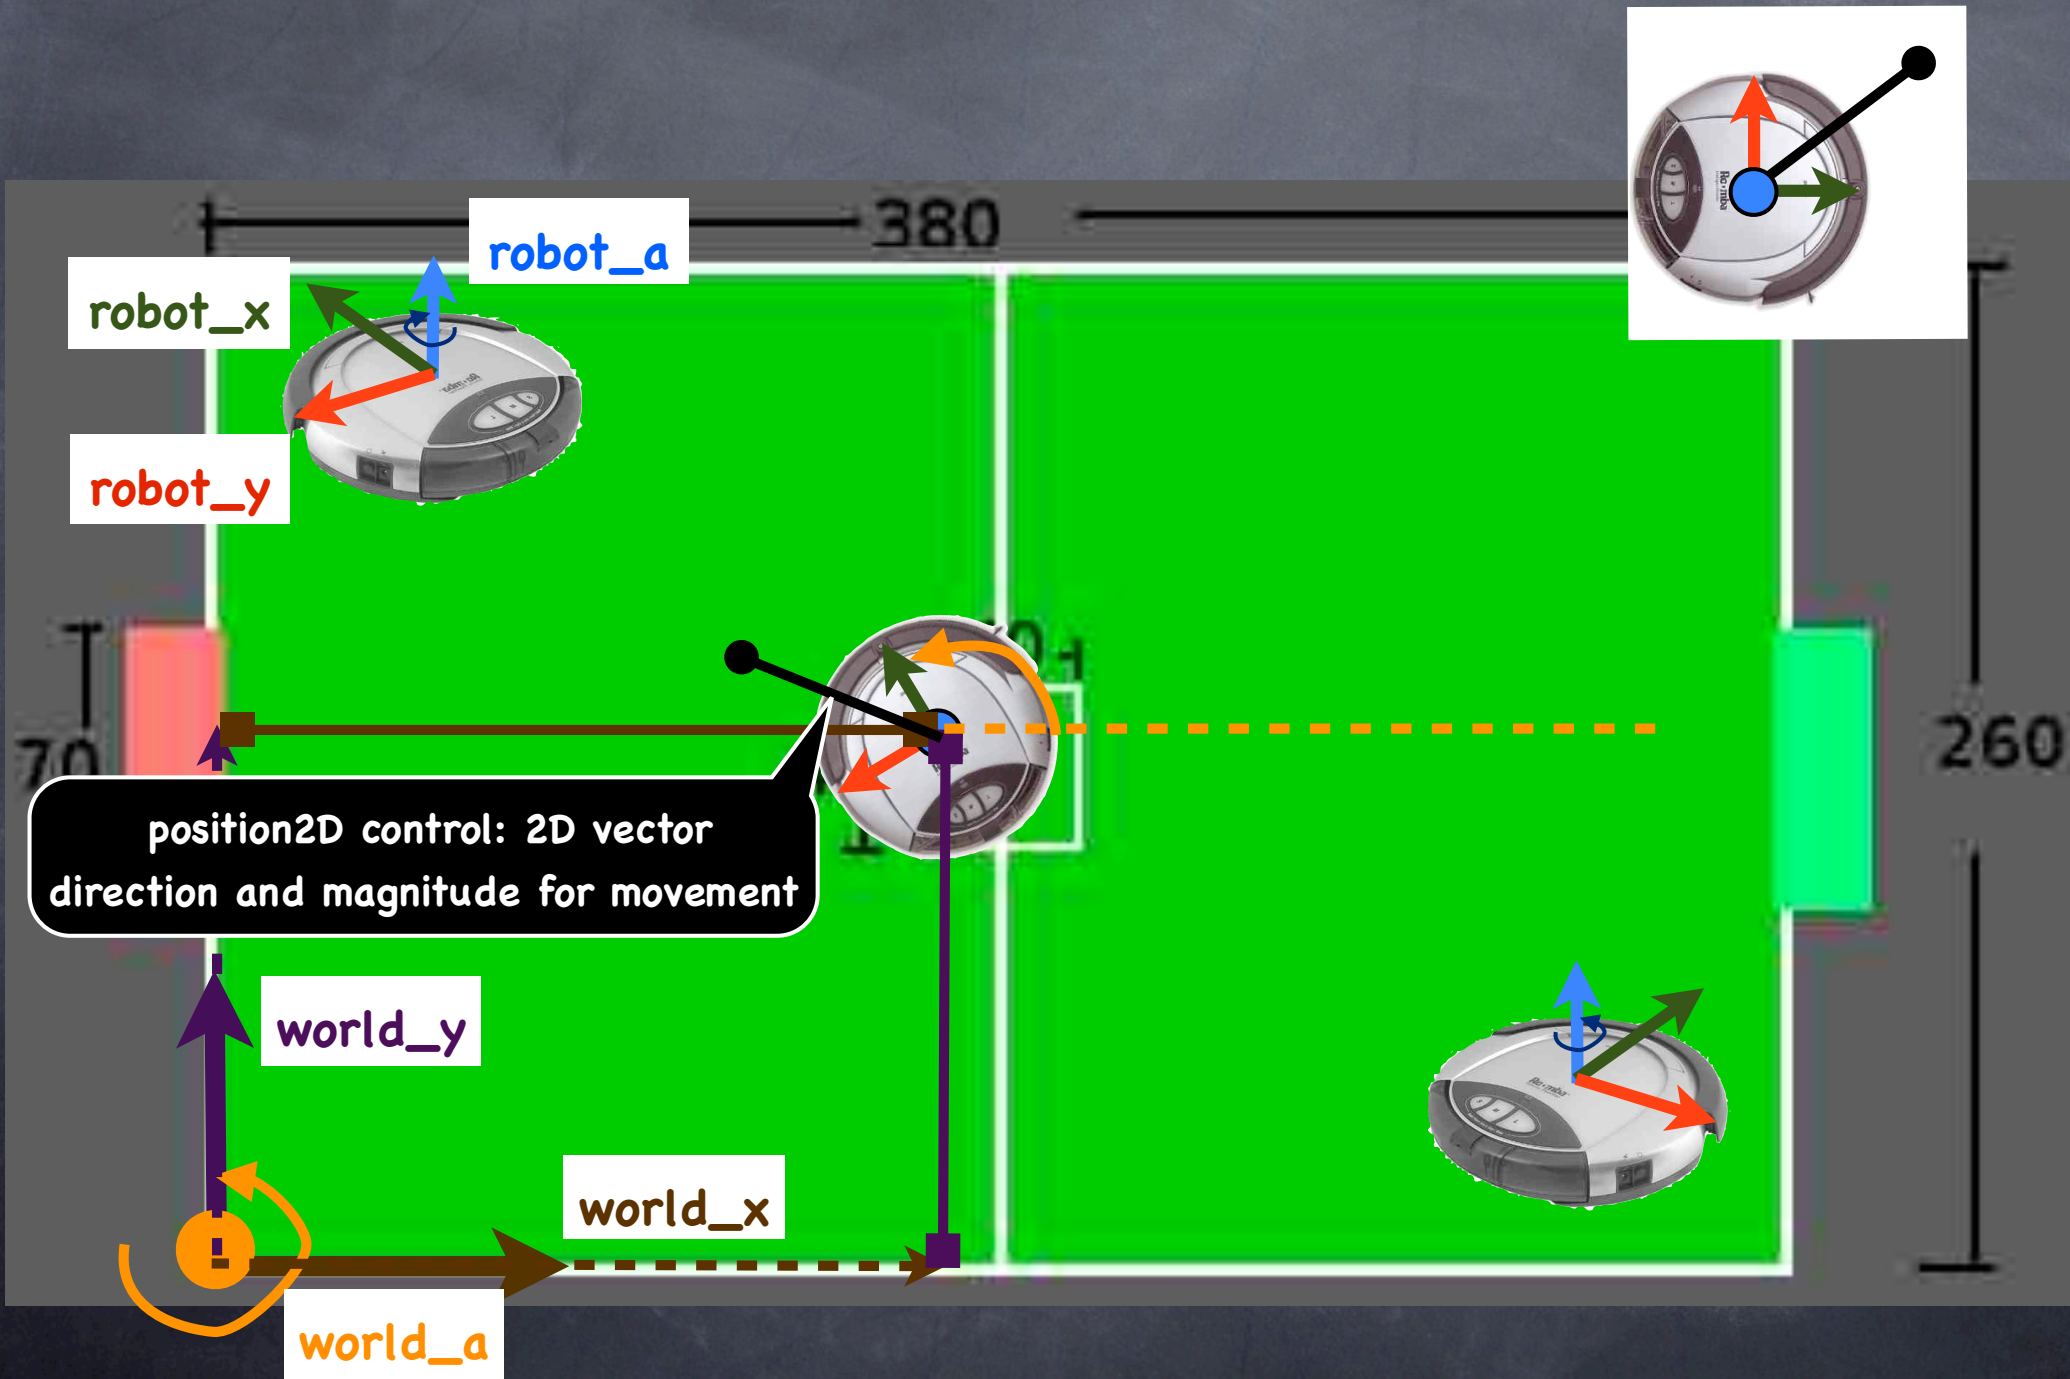 380
robot_a
robot_x
robot_y
70
260
position2D control: 2D vector
direction and magnitude for movement
world_y
world_x
world_a